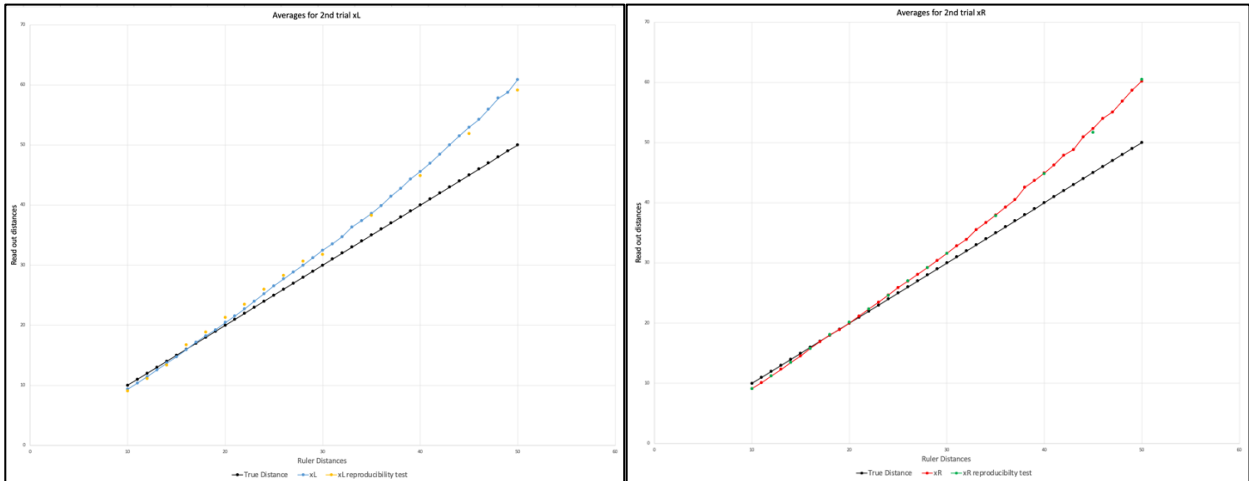 Averages for 2nd trial xL
70
60
50
40
30
20
10
0
Read out distances
0 10 20 30 40 50 60
Ruler Distances
True Distance xL xL reproducibility test
Averages for 2nd trial xR
70
60
50
40
30
20
10
0
Read out distances
0 10 20 30 40 50 60
Ruler Distances
True Distance xR xR reproducibilty test